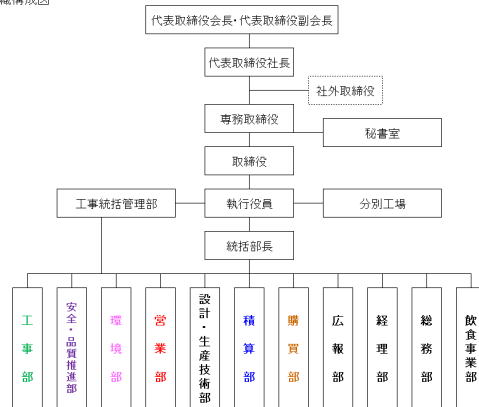 織構成図
代表取締役会長・代表取締役副会長
代表取締役社長
社外取締役
専務取締役
秘書室
取締役
工事統括管理部
執行役員
分別工場
統括部長
工事部
安全・品質推進部
環境部
営業部
設計・生産技術部
積算部
購買部
広報部
経理部
総務部
飲食事業部